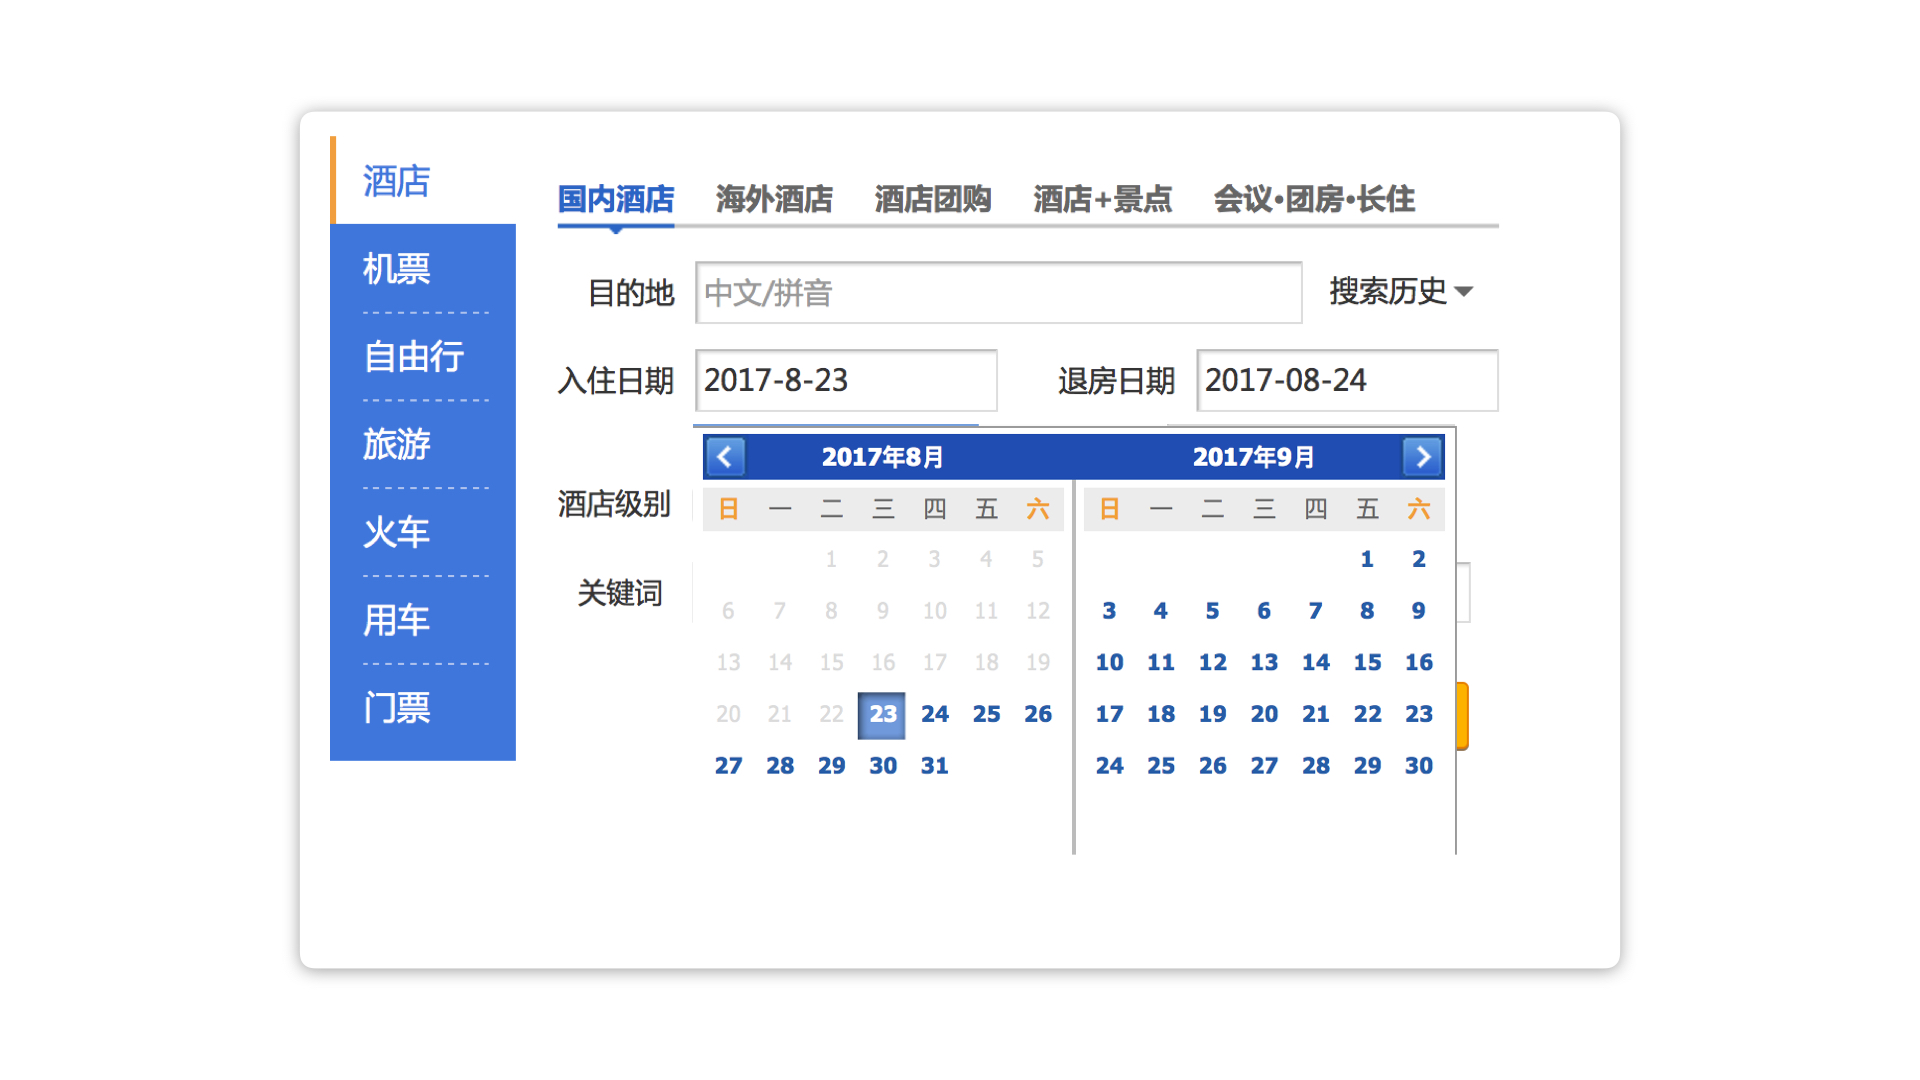 酒店
机票
自由行
旅游
火车
用车
门票
国内酒店 海外酒店 酒店团购 酒店+景点 会议·团房·长住
目的地 中文/拼音 搜索历史
入住日期 2017-8-23 退房日期 2017-08-24
酒店级别
关键词
2017年8月
日 一 二 三 四 五 六
1 2 3 4 5
6 7 8 9 10 11 12
13 14 15 16 17 18 19
20 21 22 23 24 25 26
27 28 29 30 31
2017年9月
日 一 二 三 四 五 六
1 2
3 4 5 6 7 8 9
10 11 12 13 14 15 16
17 18 19 20 21 22 23
24 25 26 27 28 29 30